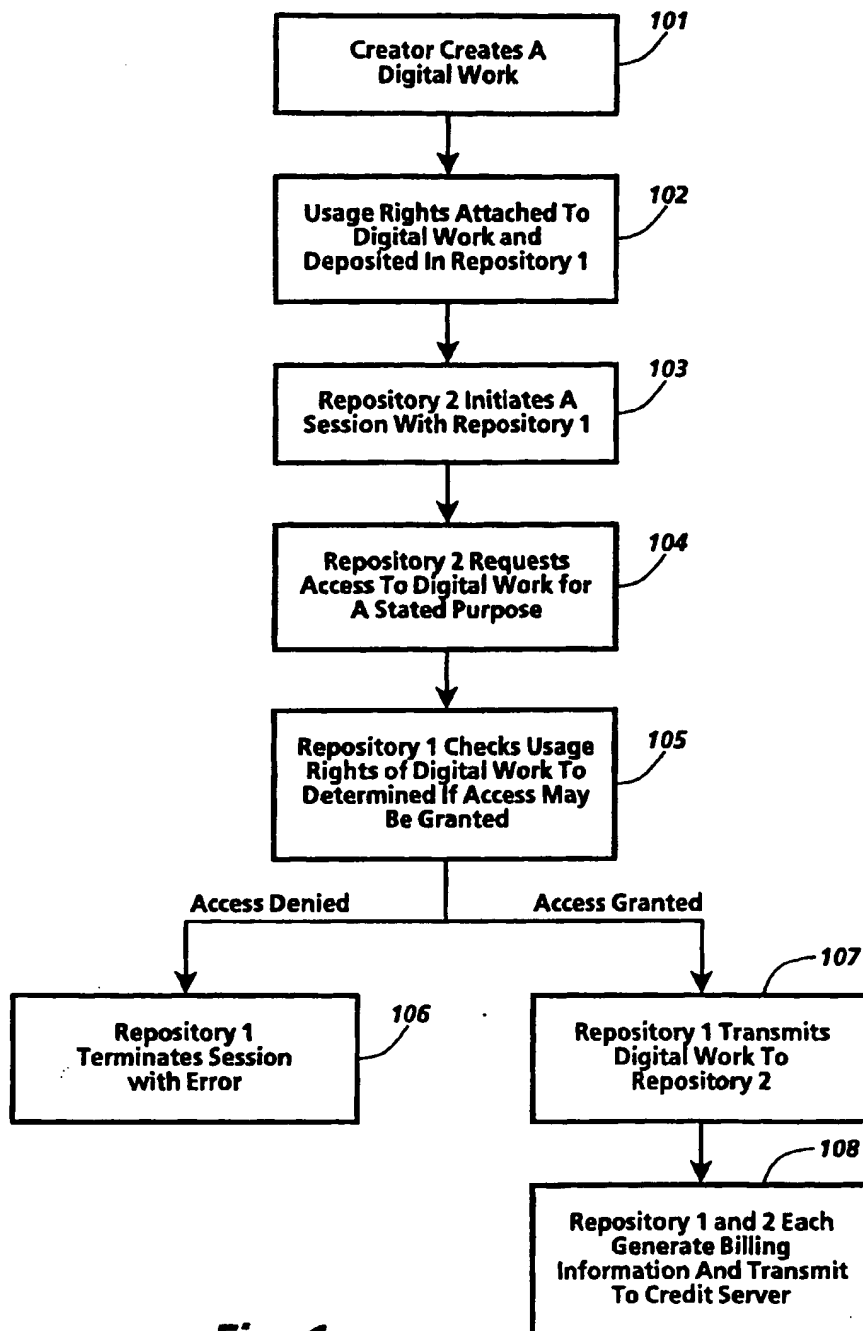 101
Creator Creates A
Digital Work
102
Usage Rights Attached To
Digital Work and
Deposited In Repository 1
103
Repository 2 Initiates A
Session With Repository 1
104
Repository 2 Requests
Access To Digital Work for
A Stated Purpose
105
Repository 1 Checks Usage
Rights of Digital Work To
Determined If Access May
Be Granted
Access Denied
Access Granted
106
Repository 1
Terminates Session
with Error
107
Repository 1 Transmits
Digital Work To
Repository 2
108
Repository 1 and 2 Each
Generate Billing
Information And Transmit
To Credit Server